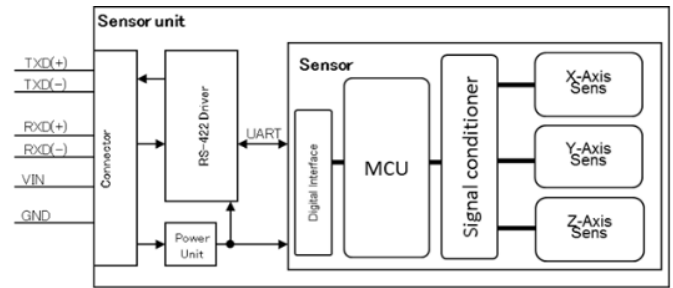 Sensor unit
TXD(+)
TXD(-)
RXD(+)
RXD(-)
VIN
GND
Connector
RS-422 Driver
Power
Unit
UART
Sensor
Digital Interface
MCU
Signal conditioner
X-Axis
Sens
Y-Axis
Sens
Z-Axis
Sens